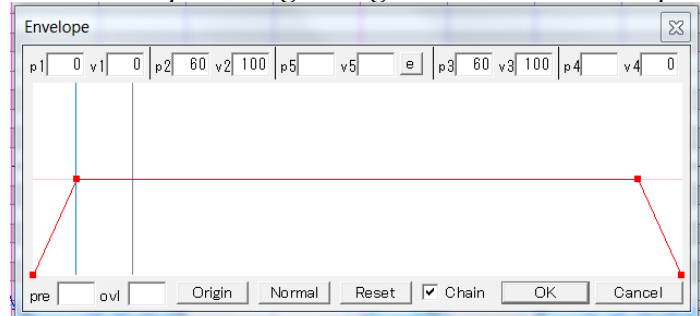 Envelope
p1 0 v1 0 p2 60 v2 100 p5 v5 e p3 60 v3 100 p4 v4 0
pre ovl Origin Normal Reset Chain OK Cancel